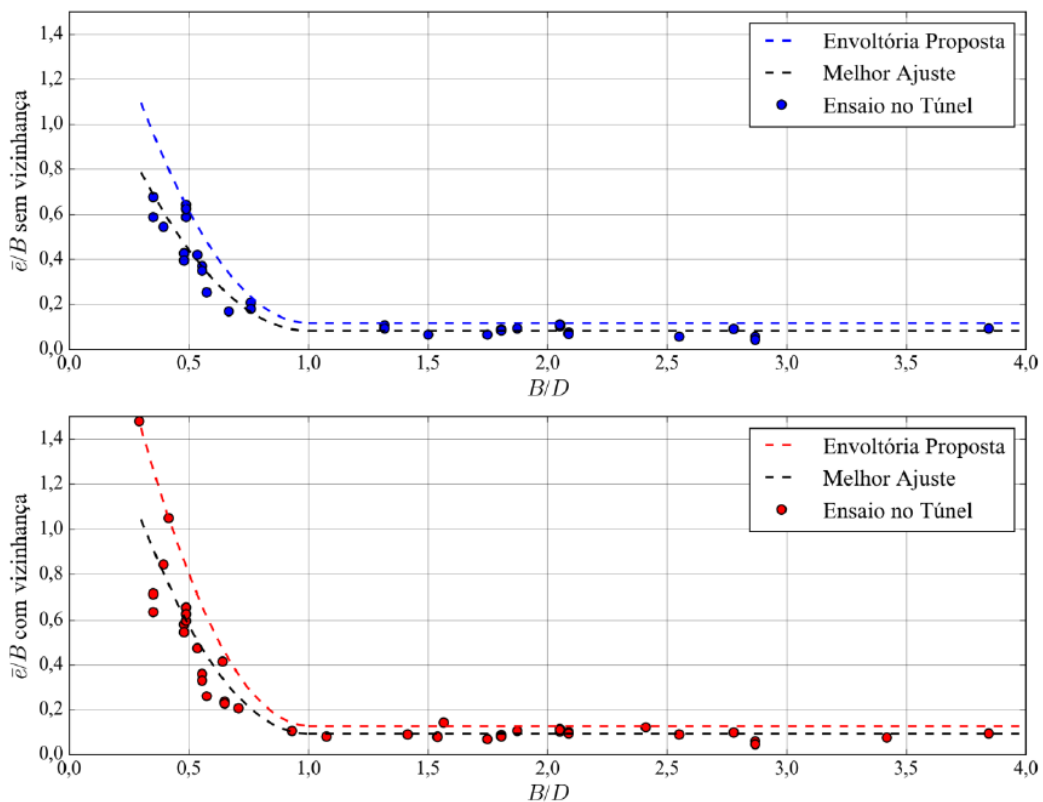 1,4
1,2
1,0
0,8
0,6
0,4
0,2
0,0
ē/B sem vizinhança
Envoltória Proposta
Melhor Ajuste
Ensaio no Túnel
0,0 0,5 1,0 1,5 2,0 2,5 3,0 3,5 4,0
B/D
1,4
1,2
1,0
0,8
0,6
0,4
0,2
0,0
ē/B com vizinhança
Envoltória Proposta
Melhor Ajuste
Ensaio no Túnel
0,0 0,5 1,0 1,5 2,0 2,5 3,0 3,5 4,0
B/D